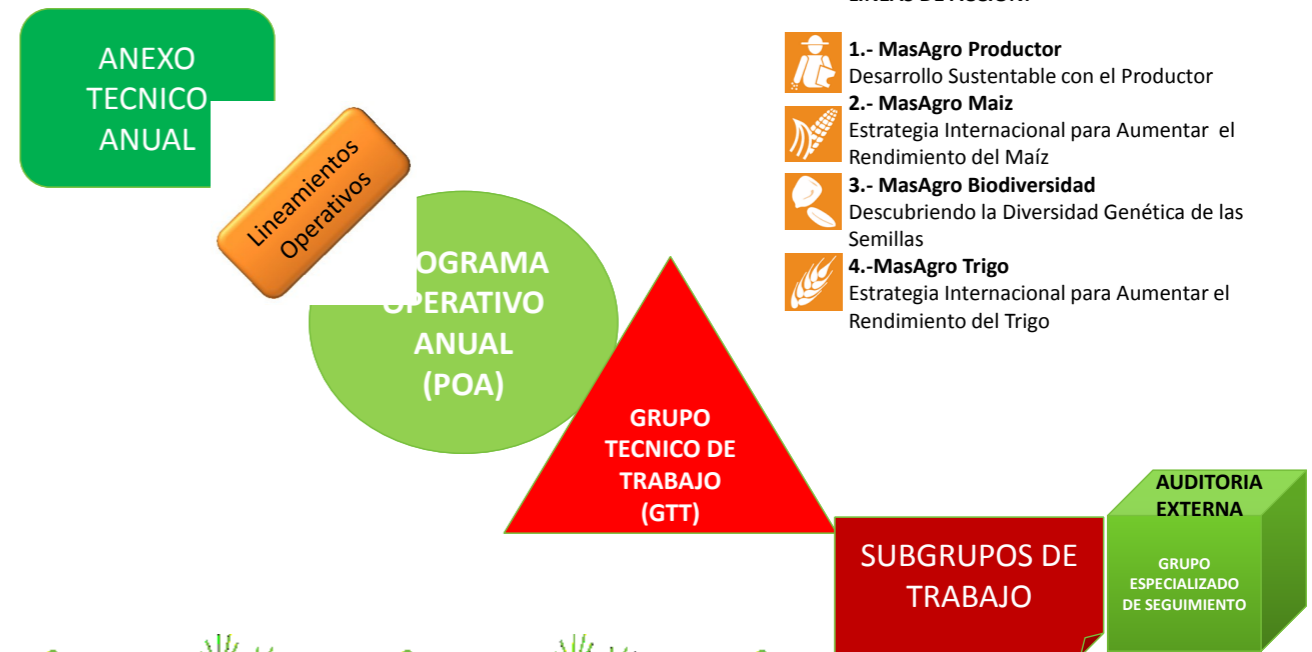 ANEXO
TECNICO
ANUAL
Lineamientos
Operativos
OGRAMA
OPERATIVO
ANUAL
(POA)
GRUPO
TECNICO DE
TRABAJO
(GTT)
SUBGRUPOS DE
TRABAJO
AUDITORIA
EXTERNA
GRUPO
ESPECIALIZADO
DE SEGUIMIENTO
LINEAS DE ACCION:
1.- MasAgro Productor
Desarrollo Sustentable con el Productor
2.- MasAgro Maiz
Estrategia Internacional para Aumentar el
Rendimiento del Maíz
3.- MasAgro Biodiversidad
Descubriendo la Diversidad Genética de las
Semillas
4.-MasAgro Trigo
Estrategia Internacional para Aumentar el
Rendimiento del Trigo